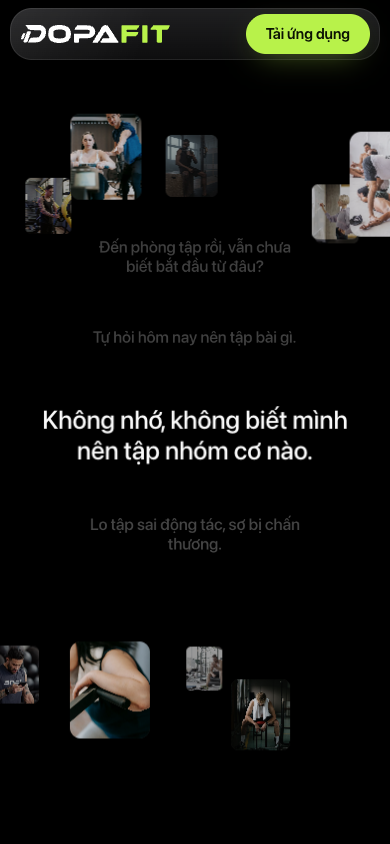 DOPAFIT
Tải ứng dụng
Đến phòng tập rồi, vẫn chưa
biết bắt đầu từ đâu?
Tự hỏi hôm nay nên tập bài gì.
Không nhớ, không biết mình
nên tập nhóm cơ nào.
Lo tập sai động tác, sợ bị chấn
thương.